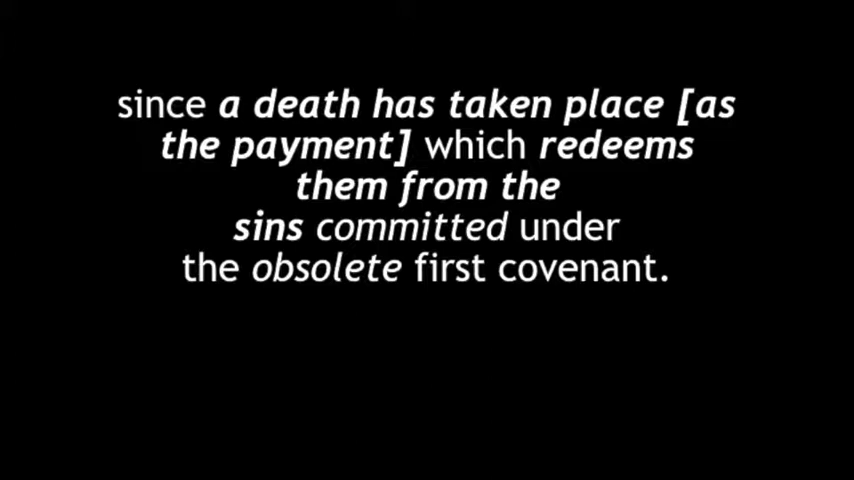 since a death has taken place [as
the payment] which redeems
them from the
sins committed under
the obsolete first covenant.